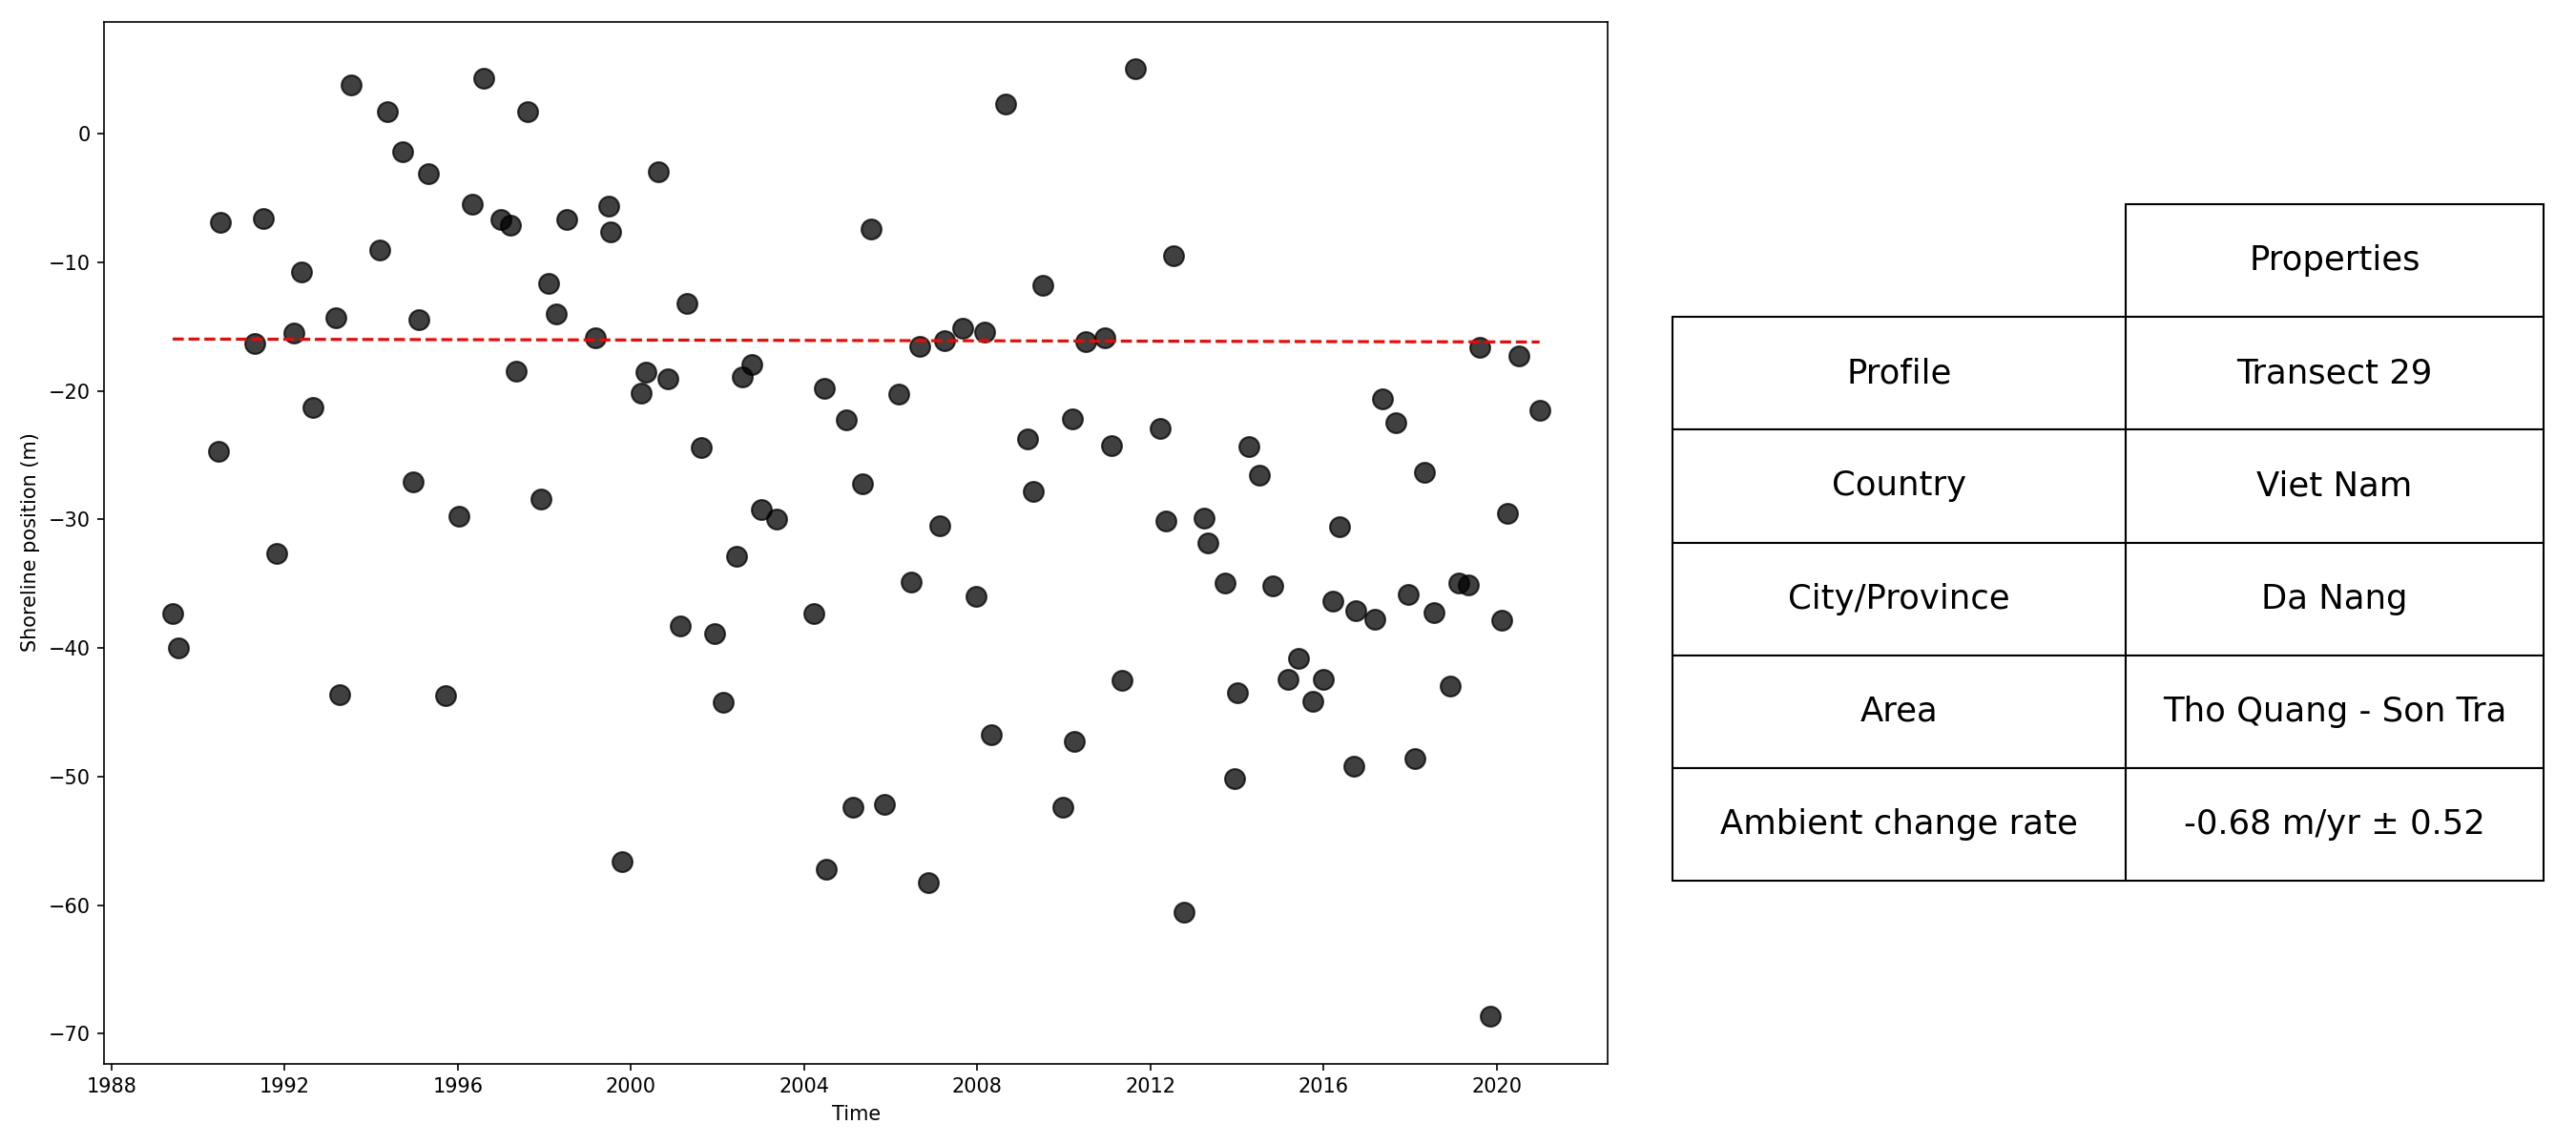 0
−10
−20
−30
−40
−50
−60
−70
Shoreline position (m)
1988 1992 1996 2000 2004 2008 2012 2016 2020
Time
Properties
Profile Transect 29
Country Viet Nam
City/Province Da Nang
Area Tho Quang - Son Tra
Ambient change rate -0.68 m/yr ± 0.52